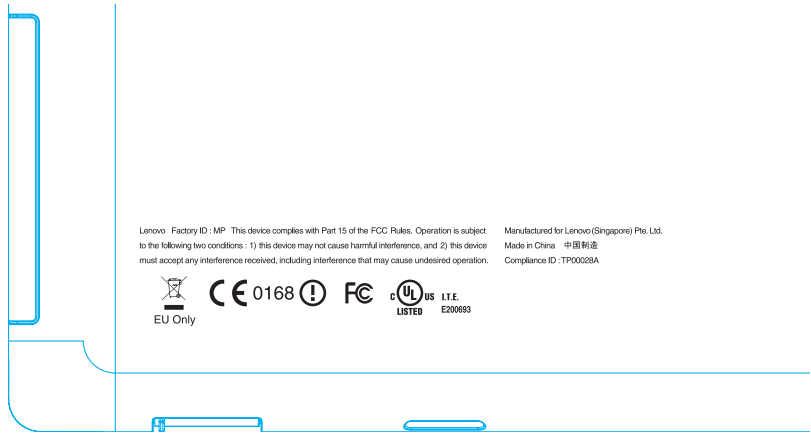 Lenovo Factory ID : MP This device complies with Part 15 of the FCC Rules. Operation is subject
to the following two conditions : 1) this device may not cause harmful interference, and 2) this device
must accept any interference received, including interference that may cause undesired operation.
Manufactured for Lenovo (Singapore) Pte. Ltd.
Made in China 中国制造
Compliance ID : TP00028A
EU Only
CE 0168
FC
C UL US
LISTED
I.T.E.
E200693